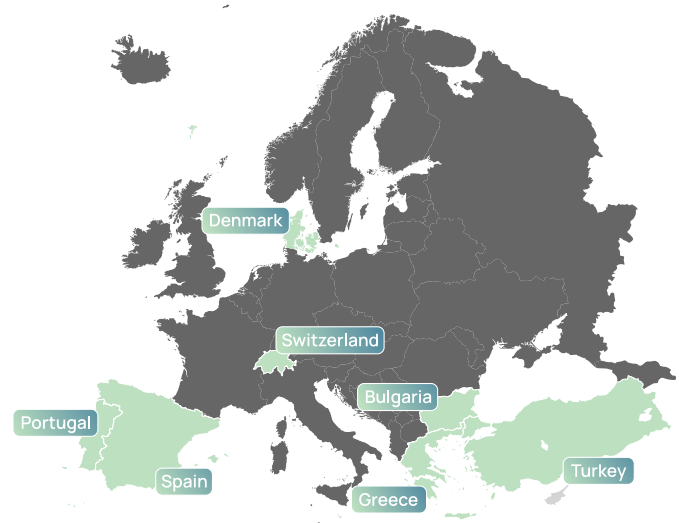 Denmark
Switzerland
Bulgaria
Portugal
Turkey
Spain
Greece